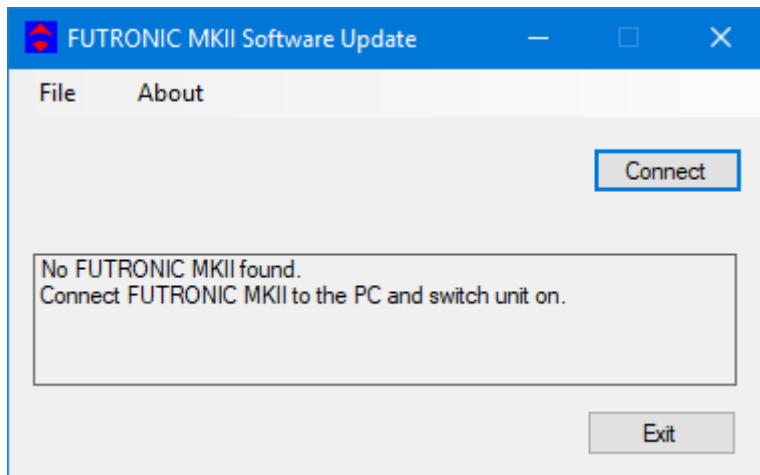 FUTRONIC MKII Software Update
File About
Connect
No FUTRONIC MKII found.
Connect FUTRONIC MKII to the PC and switch unit on.
Exit